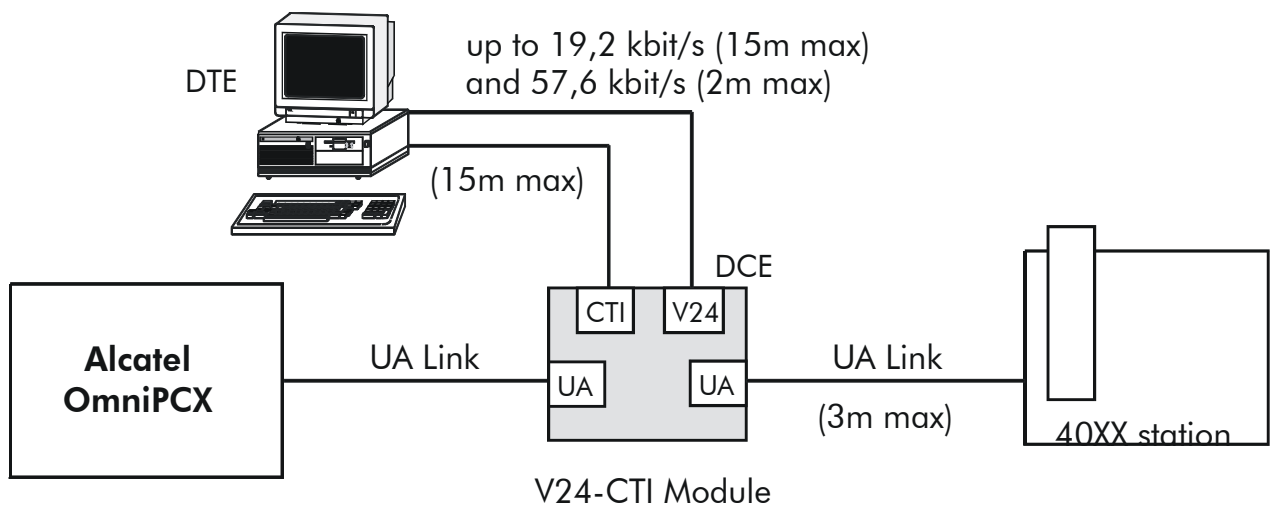 up to 19,2 kbit/s (15m max)
and 57,6 kbit/s (2m max)
DTE
(15m max)
DCE
CTI
V24
Alcatel
OmniPCX
UA Link
UA
UA
UA Link
(3m max)
40XX station
V24-CTI Module